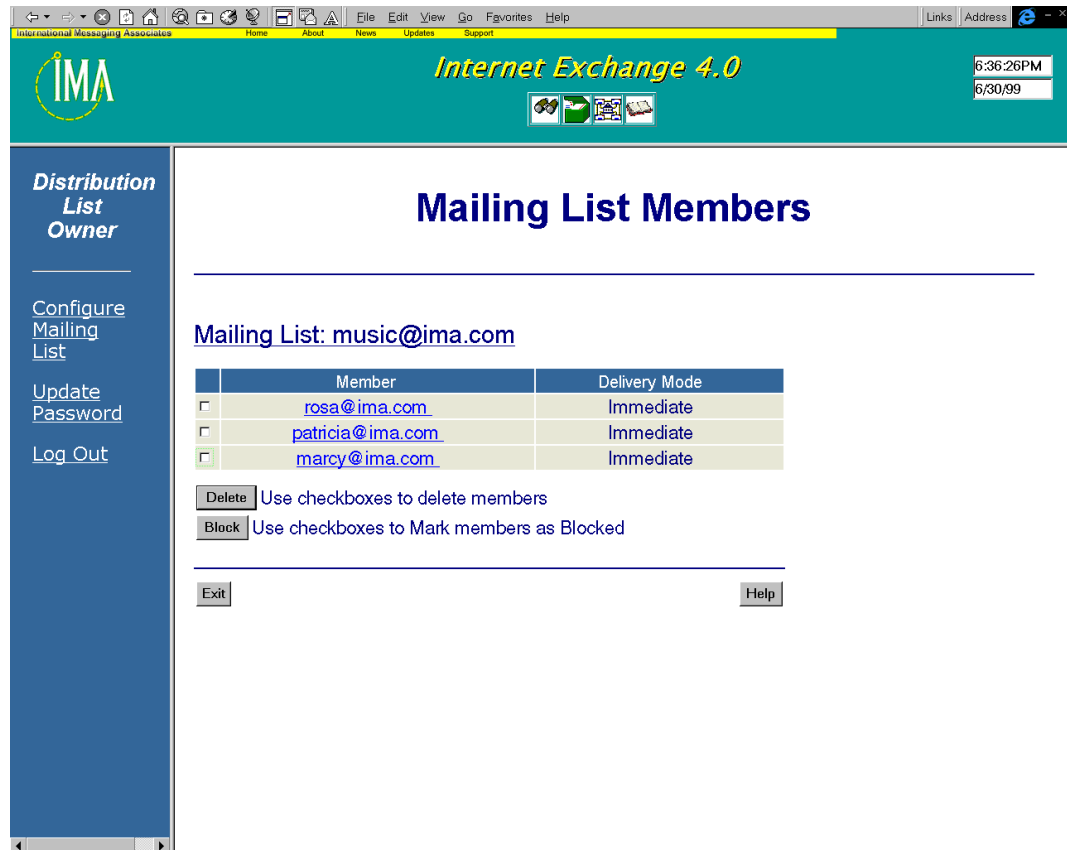 File Edit View Go Favorites Help Links Address
International Messaging Associates Home About News Updates Support
IMA
Internet Exchange 4.0
6:36:26PM
6/30/99
Distribution
List
Owner
Configure
Mailing
List
Update
Password
Log Out
Mailing List Members
Mailing List: music@ima.com
Member Delivery Mode
rosa@ima.com Immediate
patricia@ima.com Immediate
marcy@ima.com Immediate
Delete Use checkboxes to delete members
Block Use checkboxes to Mark members as Blocked
Exit Help